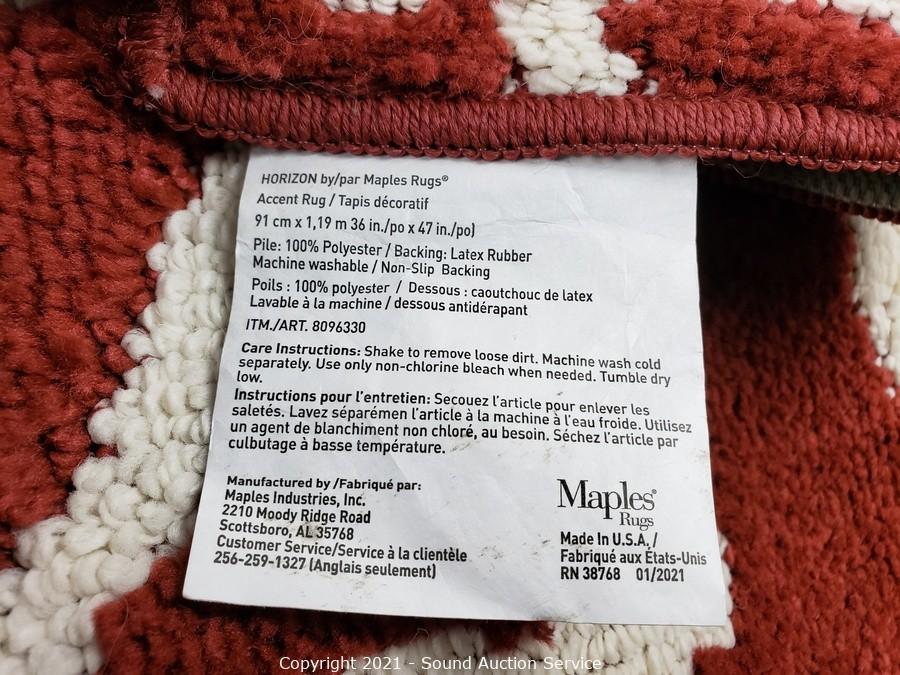 HORIZON by/par Maples Rugs®
Accent Rug / Tapis décoratif
91 cm x 1,19 m 36 in./po x 47 in./po)
Pile: 100% Polyester / Backing: Latex Rubber
Machine washable / Non-Slip Backing
Poils : 100% polyester / Dessous : caoutchouc de latex
Lavable à la machine / dessous antidérapant
ITM./ART. 8096330
Care Instructions: Shake to remove loose dirt. Machine wash cold
separately. Use only non-chlorine bleach when needed. Tumble dry
low.
Instructions pour l'entretien: Secouez l'article pour enlever les
saletés. Lavez séparémen l'article à la machine à l'eau froide. Utilisez
un agent de blanchiment non chloré, au besoin. Séchez l'article par
culbutage à basse température.
Manufactured by /Fabriqué par:
Maples Industries, Inc.
2210 Moody Ridge Road
Scottsboro, AL 35768
Customer Service/Service à la clientèle
256-259-1327 (Anglais seulement)
Maples®
Rugs
Made In U.S.A. /
Fabriqué aux États-Unis
RN 38768 01/2021
Copyright 2021 - Sound Auction Service